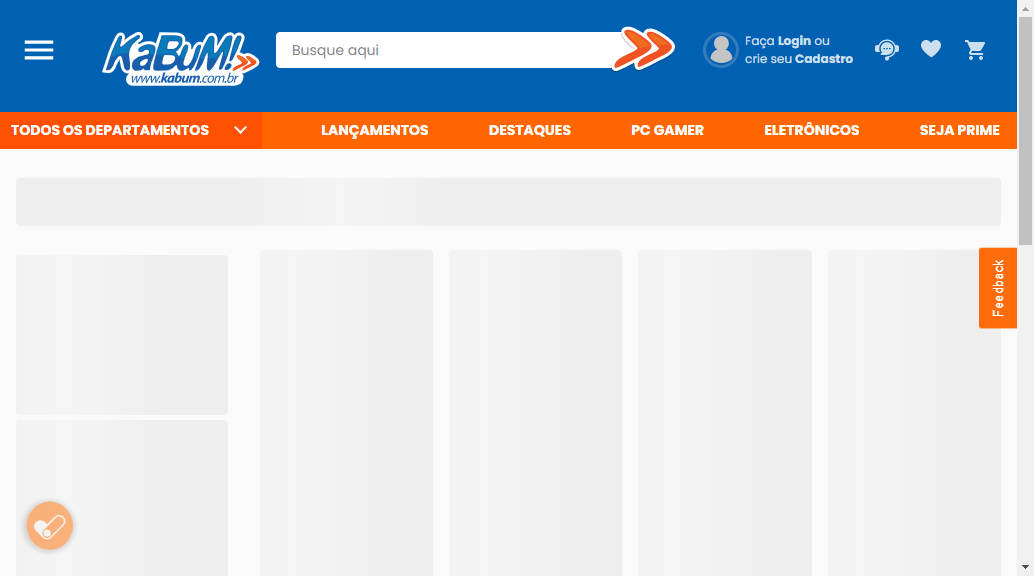 KaBuM!
www.kabum.com.br
Busque aqui
Faça Login ou
crie seu Cadastro
TODOS OS DEPARTAMENTOS
LANÇAMENTOS
DESTAQUES
PC GAMER
ELETRÔNICOS
SEJA PRIME
Feedback